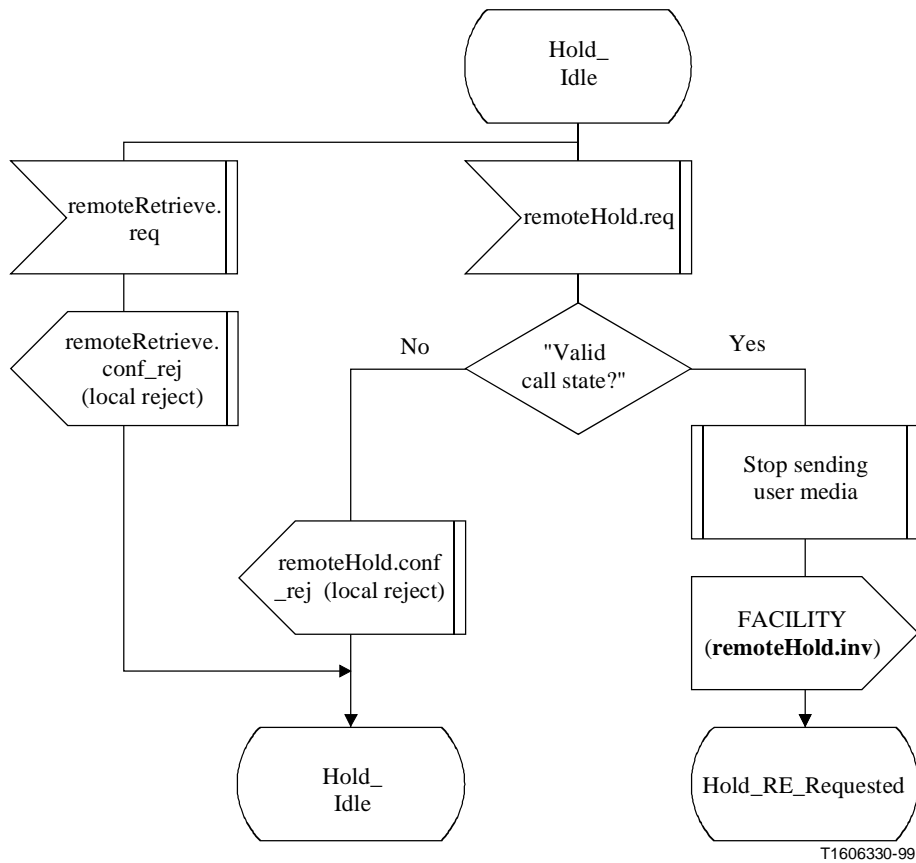 Hold_
Idle
remoteRetrieve.
req
remoteHold.req
remoteRetrieve.
conf_rej
(local reject)
No
"Valid
call state?"
Yes
Stop sending
user media
remoteHold.conf
_rej (local reject)
FACILITY
(remoteHold.inv)
Hold_
Idle
Hold_RE_Requested
T1606330-99